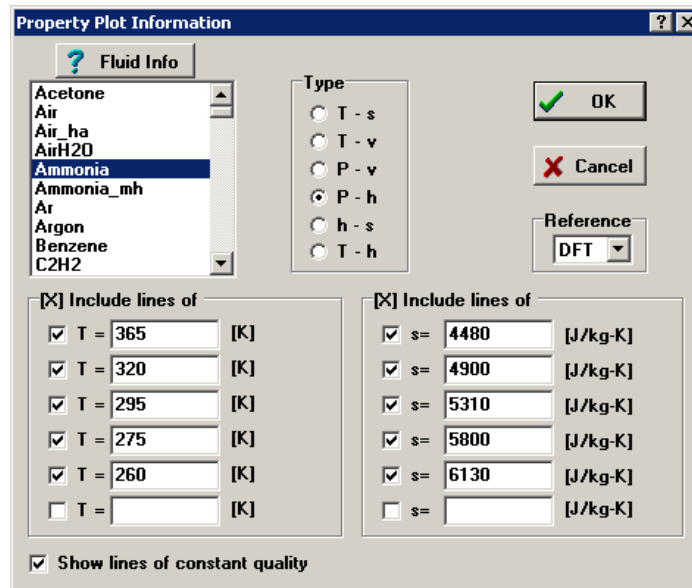 Property Plot Information
? Fluid Info
Acetone
Air
Air_ha
AirH2O
Ammonia
Ammonia_mh
Ar
Argon
Benzene
C2H2
Type
T - s
T - v
P - v
P - h
h - s
T - h
OK
Cancel
Reference
DFT
[X] Include lines of
T = 365 [K]
T = 320 [K]
T = 295 [K]
T = 275 [K]
T = 260 [K]
T = [K]
[X] Include lines of
s= 4480 [J/kg-K]
s= 4900 [J/kg-K]
s= 5310 [J/kg-K]
s= 5800 [J/kg-K]
s= 6130 [J/kg-K]
s= [J/kg-K]
Show lines of constant quality